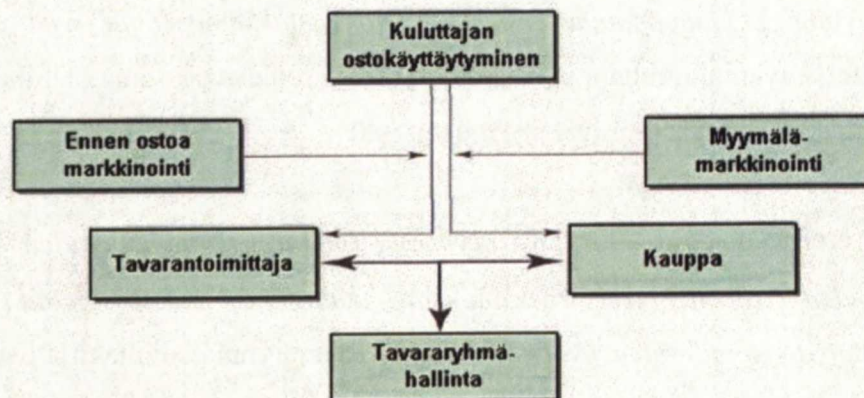 Kuluttajan
ostokäyttäytyminen
Ennen ostoa
markkinointi
Myymälä-
markkinointi
Tavarantoimittaja
Kauppa
Tavararyhmä-
hallinta